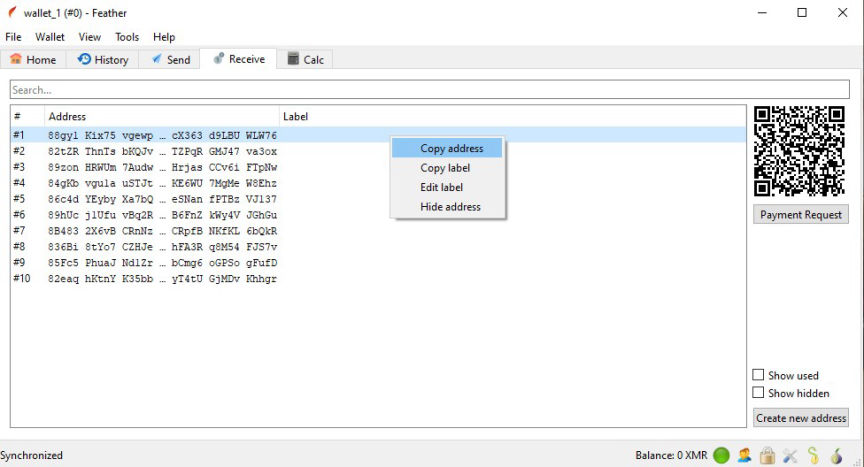 wallet_1 (#0) - Feather
File Wallet View Tools Help
Home History Send Receive Calc
Search...
# Address Label
#1 88gyl Kix75 vgewp ... cX363 d9LBU WLW76
#2 82tZR ThnTs bKQJv ... TZPqR GMJ47 va3ox
#3 89zon HRWUm 7Audw ... Hrjas CCv6i FTpNw
#4 84gKb vgula uSTJt ... KE6WU 7MgMe W8Ehz
#5 86c4d YEyby Xa7bQ ... eSNan fPTBz VJ137
#6 89hUc jlUfu vBq2R ... B6FnZ kWy4V JGhGu
#7 8B483 2X6vB CRnNz ... CRpfB NKfKL 6bQkR
#8 836Bi 8tYo7 CZHJe ... hFA3R q8M54 FJS7v
#9 85Fc5 PhuaJ NdlZr ... bCmg6 oGPSo gFufD
#10 82eaq hKtnY K35bb ... yT4tU GjMDv Khhgr
Copy address
Copy label
Edit label
Hide address
Payment Request
Show used
Show hidden
Create new address
Synchronized
Balance: 0 XMR